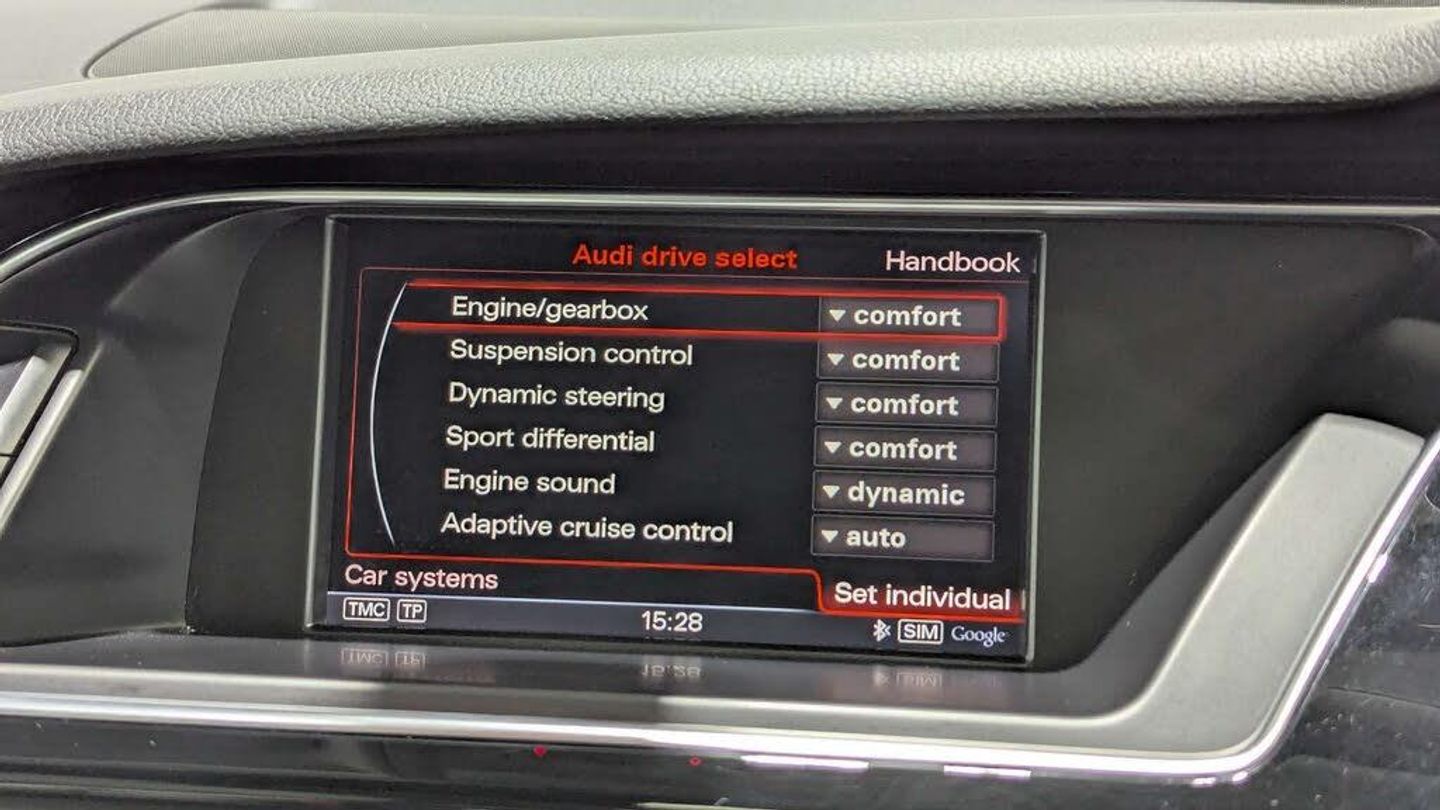 Audi drive select
Handbook
Engine/gearbox ▼ comfort
Suspension control ▼ comfort
Dynamic steering ▼ comfort
Sport differential ▼ comfort
Engine sound ▼ dynamic
Adaptive cruise control ▼ auto
Car systems
Set individual
TMC TP 15:28 SIM Google